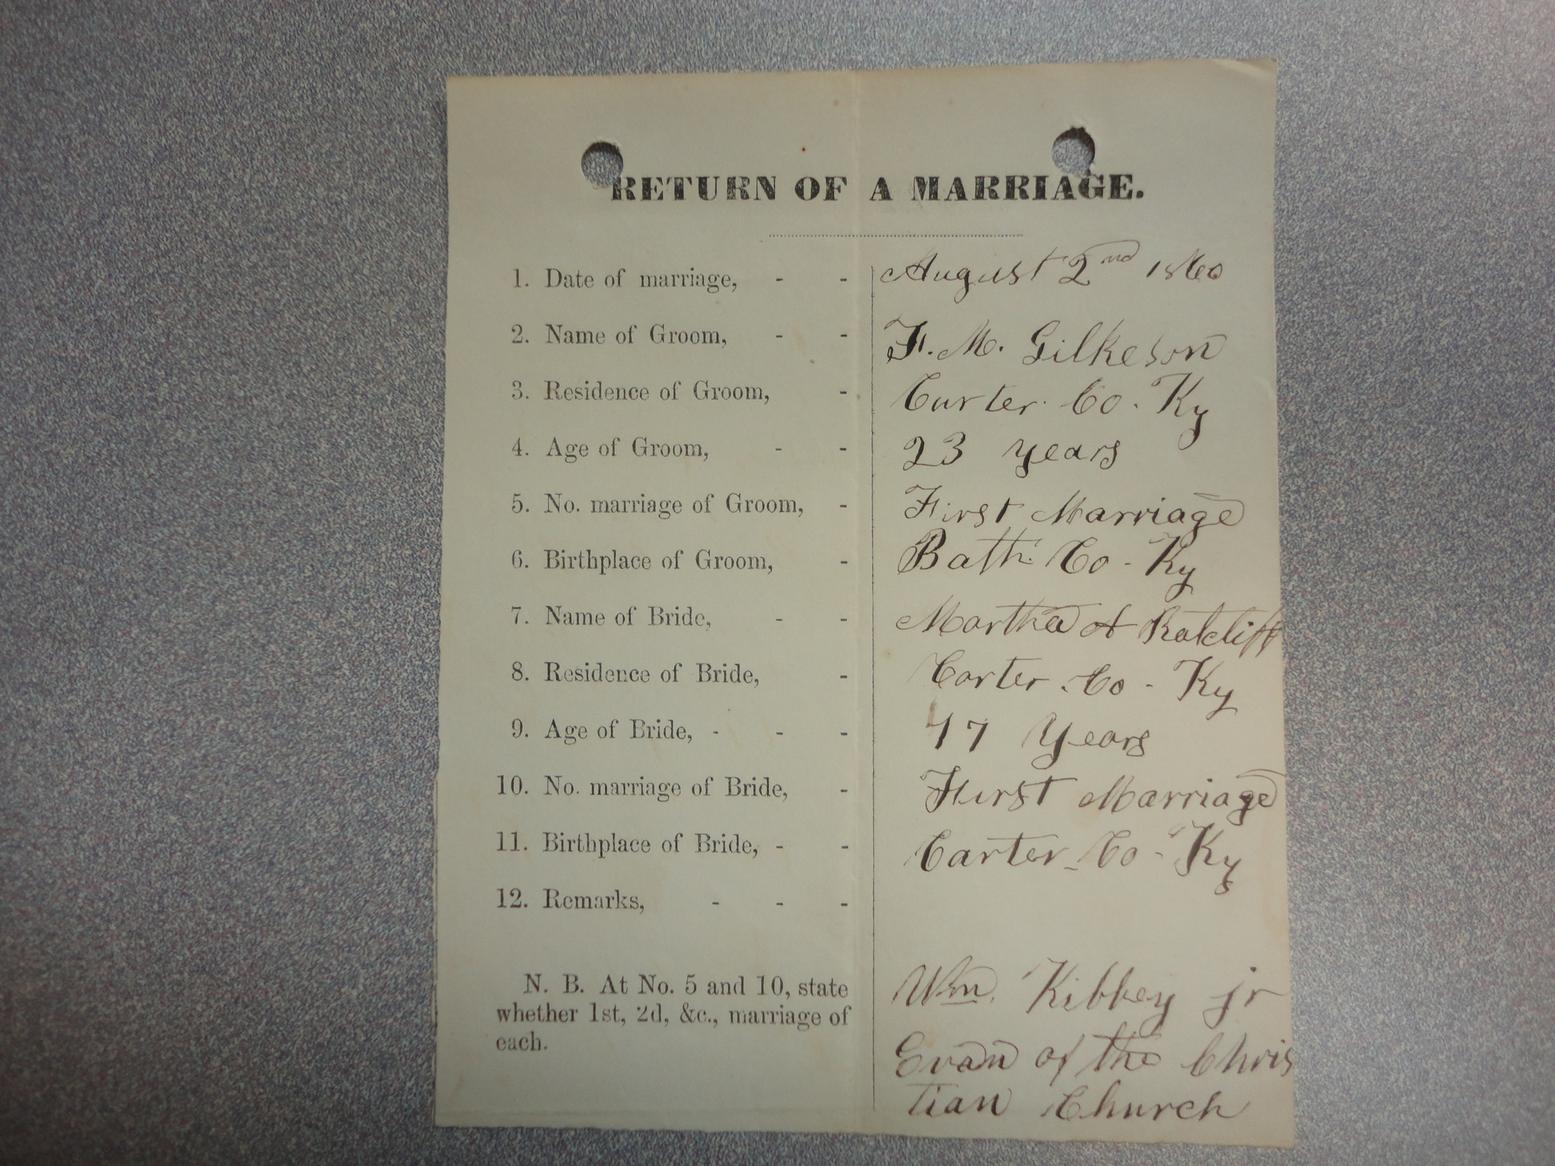 RETURN OF A MARRIAGE.
1. Date of marriage, - - August 2nd 1860
2. Name of Groom, - - F. M. Gilkeson
3. Residence of Groom, - Carter Co. Ky
4. Age of Groom, - - 23 years
5. No. marriage of Groom, - First Marriage
6. Birthplace of Groom, - Bath Co - Ky
7. Name of Bride, - - Martha A Ratcliff
8. Residence of Bride, - Carter Co - Ky
9. Age of Bride, - - - 17 Years
10. No. marriage of Bride, - First Marriage
11. Birthplace of Bride, - - Carter Co - Ky
12. Remarks, - - -
N. B. At No. 5 and 10, state
whether 1st, 2d, &c., marriage of
each.
Wm. Kibbey jr
Evan of the Chris
tian Church